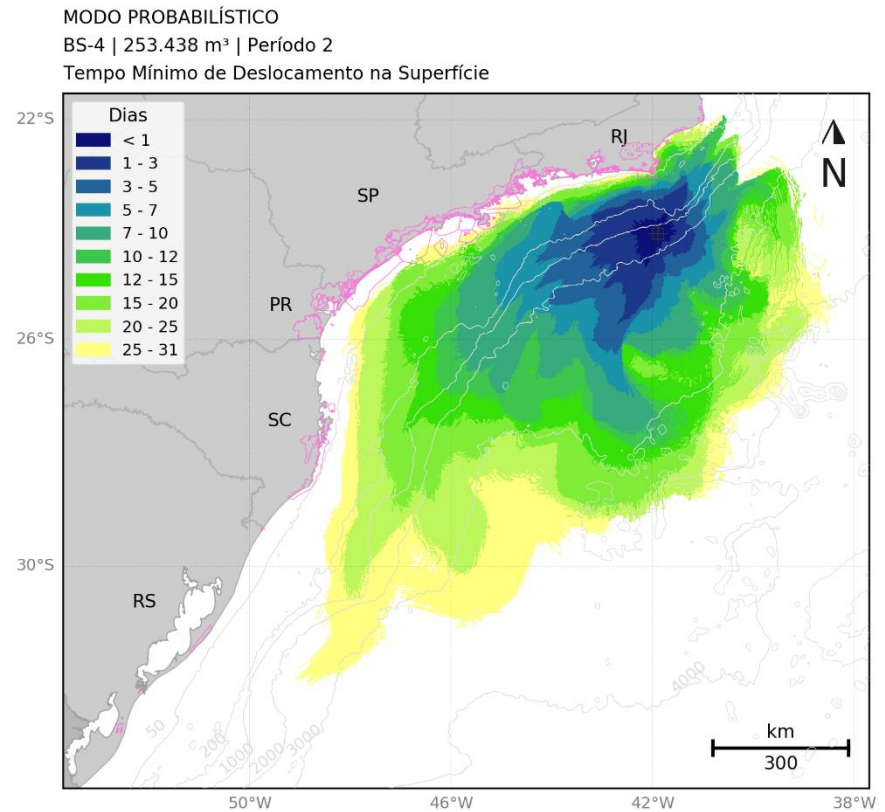 MODO PROBABILÍSTICO
BS-4 | 253.438 m³ | Período 2
Tempo Mínimo de Deslocamento na Superfície
22°S
26°S
30°S
Dias
< 1
1 - 3
3 - 5
5 - 7
7 - 10
10 - 12
12 - 15
15 - 20
20 - 25
25 - 31
RJ
SP
PR
SC
RS
N
50
200
1000
2000
3000
4000
km
300
50°W
46°W
42°W
38°W